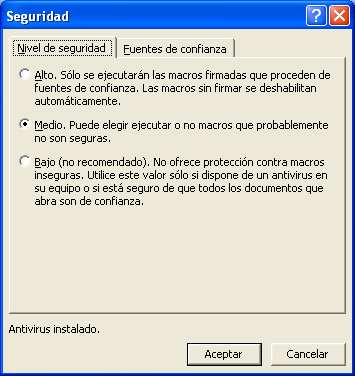 Seguridad
Nivel de seguridad
Fuentes de confianza
Alto. Sólo se ejecutarán las macros firmadas que proceden de
fuentes de confianza. Las macros sin firmar se deshabilitan
automáticamente.
Medio. Puede elegir ejecutar o no macros que probablemente
no son seguras.
Bajo (no recomendado). No ofrece protección contra macros
inseguras. Utilice este valor sólo si dispone de un antivirus en
su equipo o si está seguro de que todos los documentos que
abra son de confianza.
Antivirus instalado.
Aceptar
Cancelar